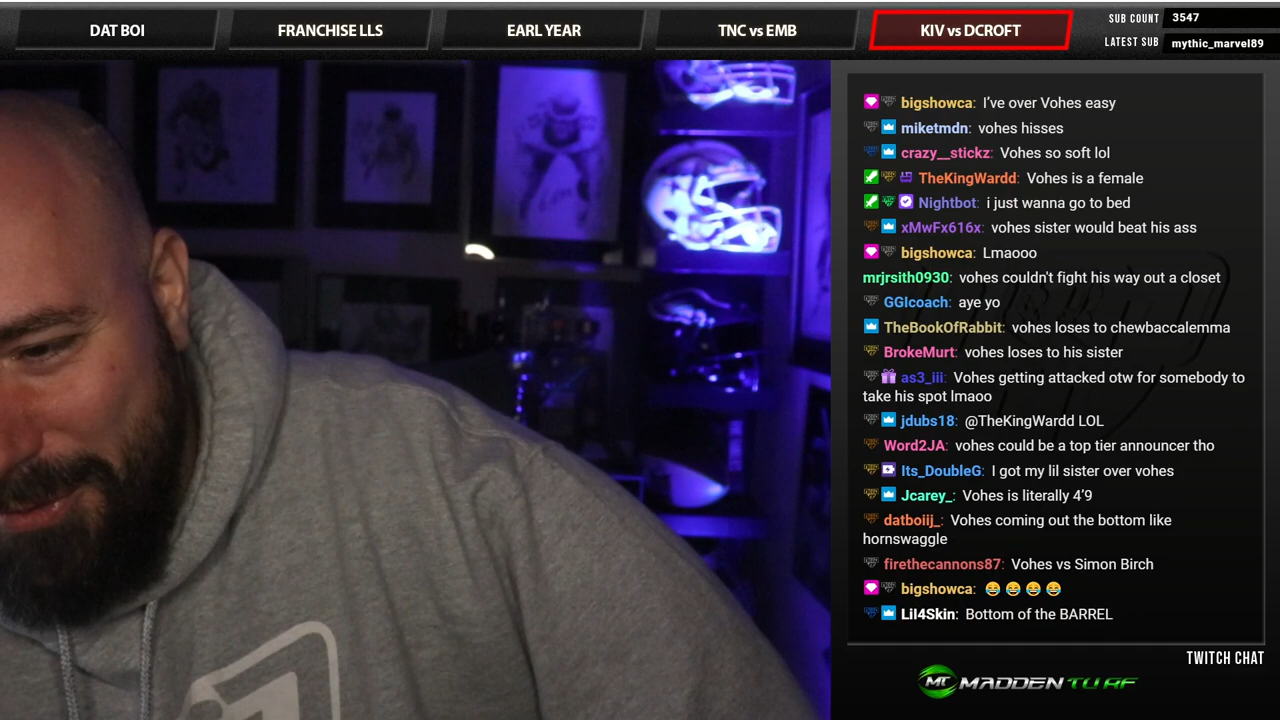 DAT BOI
FRANCHISE LLS
EARL YEAR
TNC vs EMB
KIV vs DCROFT
SUB COUNT 3547
LATEST SUB mythic_marvel89
bigshowca: I've over Vohes easy
miketmdn: vohes hisses
crazy__stickz: Vohes so soft lol
TheKingWardd: Vohes is a female
Nightbot: i just wanna go to bed
xMwFx616x: vohes sister would beat his ass
bigshowca: Lmaooo
mrjrsith0930: vohes couldn't fight his way out a closet
GGIcoach: aye yo
TheBookOfRabbit: vohes loses to chewbaccalemma
BrokeMurt: vohes loses to his sister
as3_iii: Vohes getting attacked otw for somebody to
take his spot lmaoo
jdubs18: @TheKingWardd LOL
Word2JA: vohes could be a top tier announcer tho
Its_DoubleG: I got my lil sister over vohes
Jcarey_: Vohes is literally 4'9
datboiij_: Vohes coming out the bottom like
hornswaggle
firethecannons87: Vohes vs Simon Birch
bigshowca: 😂 😂 😂 😂
Lil4Skin: Bottom of the BARREL
TWITCH CHAT
MT MADDEN TURF